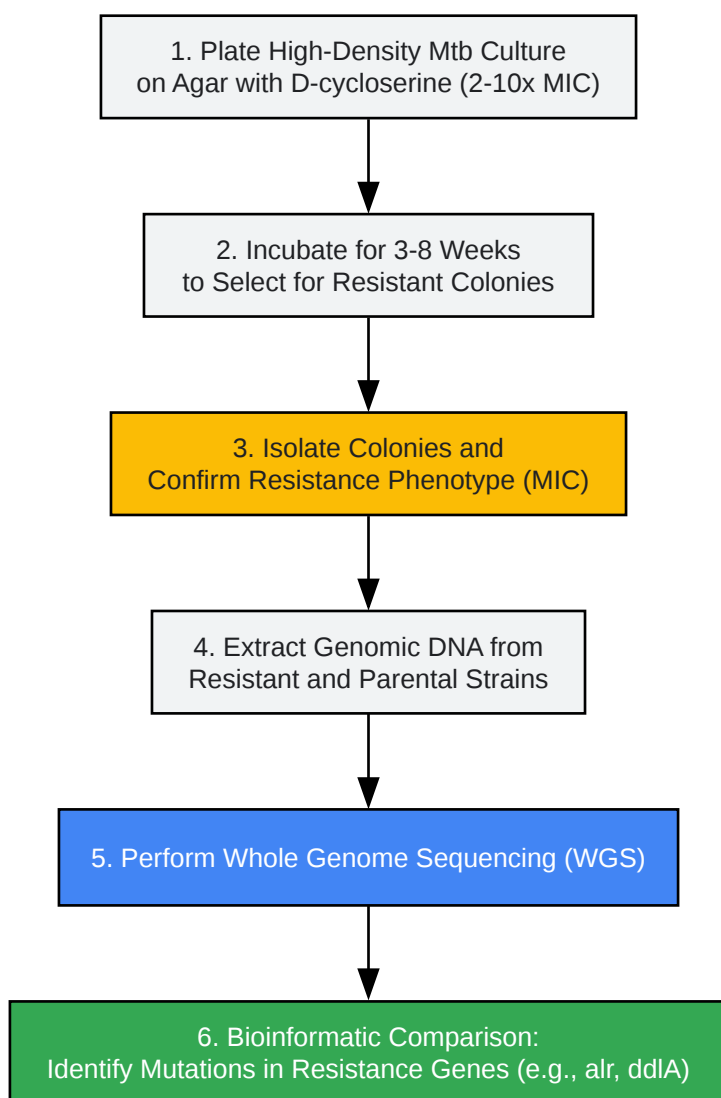 1. Plate High-Density Mtb Culture
on Agar with D-cycloserine (2-10x MIC)
2. Incubate for 3-8 Weeks
to Select for Resistant Colonies
3. Isolate Colonies and
Confirm Resistance Phenotype (MIC)
4. Extract Genomic DNA from
Resistant and Parental Strains
5. Perform Whole Genome Sequencing (WGS)
6. Bioinformatic Comparison:
Identify Mutations in Resistance Genes (e.g., alr, ddlA)